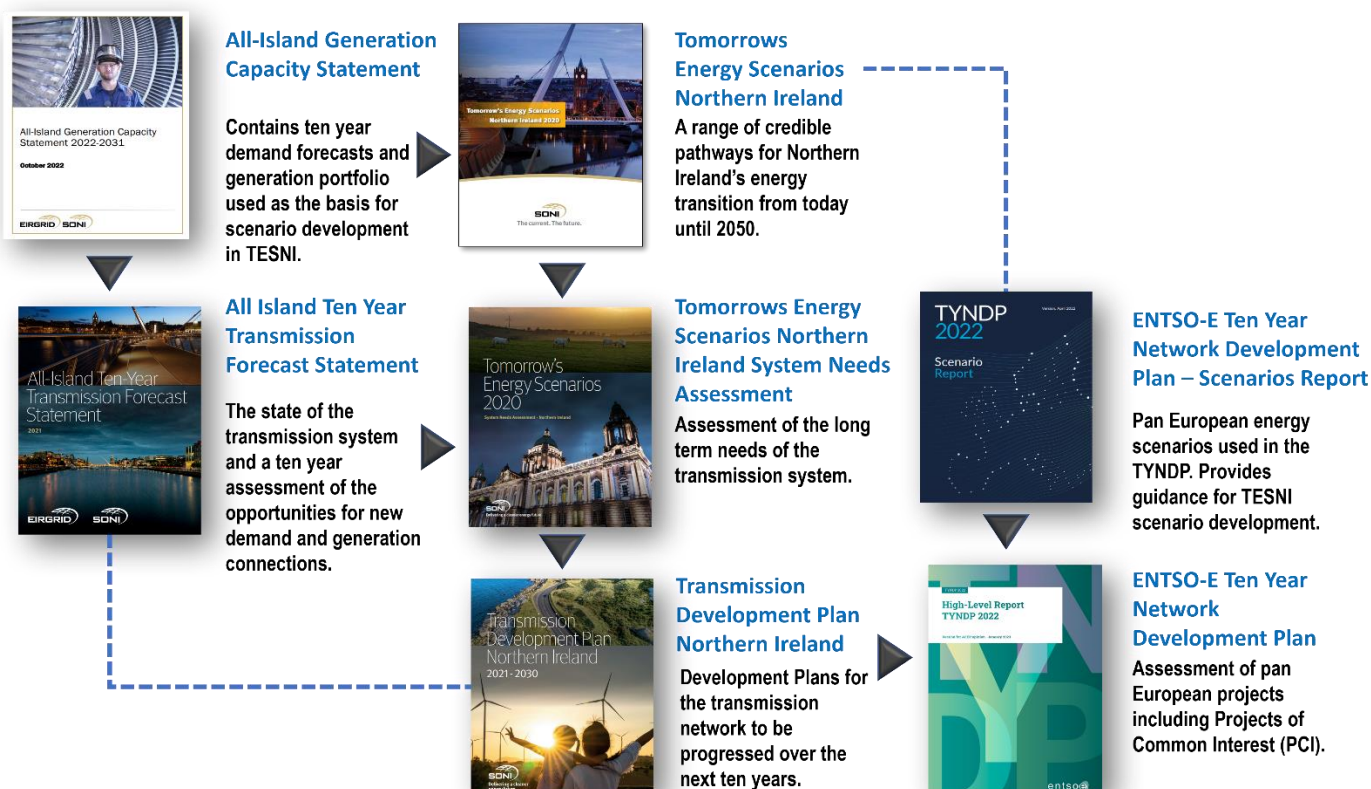 All-Island Generation Capacity
Statement 2022-2031
October 2022
EIRGRID SONI
All-Island Generation
Capacity Statement
Contains ten year
demand forecasts and
generation portfolio
used as the basis for
scenario development
in TESNI.
Tomorrow's Energy Scenarios
Northern Ireland 2020
SONI
The current. The future.
Tomorrows
Energy Scenarios
Northern Ireland
A range of credible
pathways for Northern
Ireland's energy
transition from today
until 2050.
All-Island Ten-Year
Transmission Forecast
Statement
2021
EIRGRID SONI
All Island Ten Year
Transmission
Forecast Statement
The state of the
transmission system
and a ten year
assessment of the
opportunities for new
demand and generation
connections.
Tomorrow's
Energy Scenarios
2020
System Needs Assessment - Northern Ireland
SONI
Tomorrows Energy
Scenarios Northern
Ireland System Needs
Assessment
Assessment of the long
term needs of the
transmission system.
TYNDP
2022
Version, April 2022
Scenario
Report
ENTSO-E Ten Year
Network Development
Plan – Scenarios Report
Pan European energy
scenarios used in the
TYNDP. Provides
guidance for TESNI
scenario development.
Transmission
Development Plan
Northern Ireland
2021-2030
SONI
Transmission
Development Plan
Northern Ireland
Development Plans for
the transmission
network to be
progressed over the
next ten years.
High-Level Report
TYNDP 2022
entsoe
ENTSO-E Ten Year
Network
Development Plan
Assessment of pan
European projects
including Projects of
Common Interest (PCI).